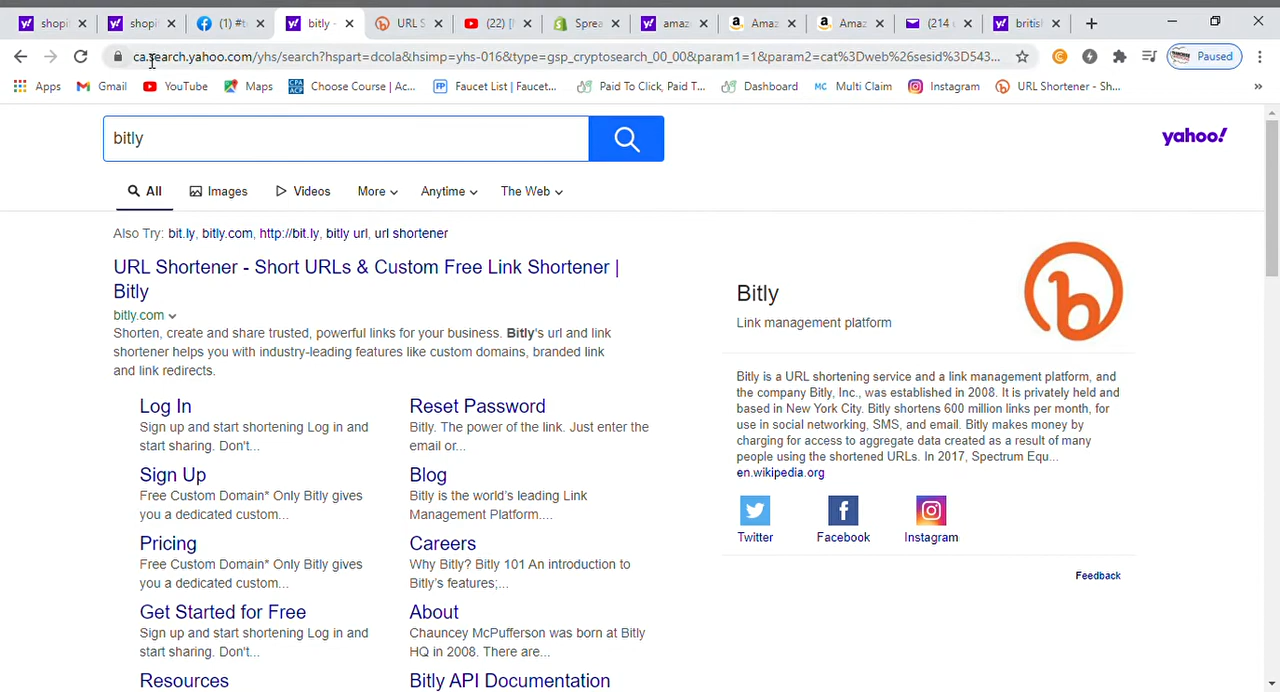 shopi
shopi
(1) #t
bitly -
URL S
(22) [
Sprea
amaz
Amaz
Amaz
(214 u
britis
ca.search.yahoo.com/yhs/search?hspart=dcola&hsimp=yhs-016&type=gsp_cryptosearch_00_00&param1=1&param2=cat%3Dweb%26sesid%3D543...
Paused
Apps Gmail YouTube Maps Choose Course | Ac... Faucet List | Faucet... Paid To Click, Paid T... Dashboard Multi Claim Instagram URL Shortener - Sh... »
bitly
yahoo!
All Images Videos More Anytime The Web
Also Try: bit.ly, bitly.com, http://bit.ly, bitly url, url shortener
URL Shortener - Short URLs & Custom Free Link Shortener |
Bitly
bitly.com
Shorten, create and share trusted, powerful links for your business. Bitly's url and link
shortener helps you with industry-leading features like custom domains, branded link
and link redirects.
Log In
Sign up and start shortening Log in and
start sharing. Don't...
Reset Password
Bitly. The power of the link. Just enter the
email or...
Sign Up
Free Custom Domain* Only Bitly gives
you a dedicated custom...
Blog
Bitly is the world's leading Link
Management Platform....
Pricing
Free Custom Domain* Only Bitly gives
you a dedicated custom...
Careers
Why Bitly? Bitly 101 An introduction to
Bitly's features;...
Get Started for Free
Sign up and start shortening Log in and
start sharing. Don't...
About
Chauncey McPufferson was born at Bitly
HQ in 2008. There are...
Resources
Bitly API Documentation
Bitly
Link management platform
Bitly is a URL shortening service and a link management platform, and
the company Bitly, Inc., was established in 2008. It is privately held and
based in New York City. Bitly shortens 600 million links per month, for
use in social networking, SMS, and email. Bitly makes money by
charging for access to aggregate data created as a result of many
people using the shortened URLs. In 2017, Spectrum Equ...
en.wikipedia.org
Twitter Facebook Instagram
Feedback